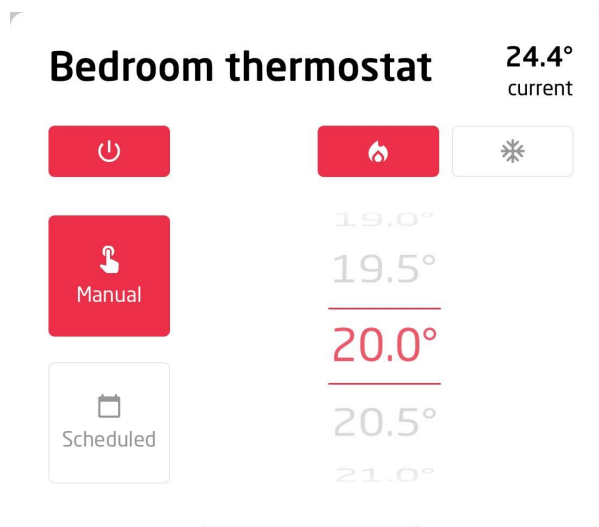 Bedroom thermostat
24.4°
current
19.0°
Manual
19.5°
20.0°
Scheduled
20.5°
21.0°